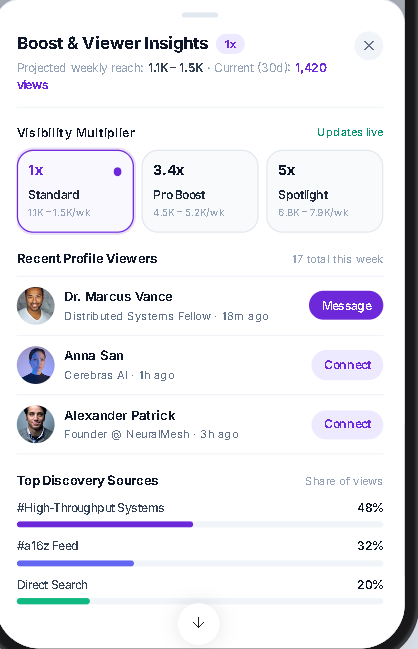 Boost & Viewer Insights 1x
Projected weekly reach: 1.1K – 1.5K · Current (30d): 1,420
views
Visibility Multiplier Updates live
1x 3.4x 5x
Standard Pro Boost Spotlight
1.1K – 1.5K/wk 4.5K – 5.2K/wk 6.8K – 7.9K/wk
Recent Profile Viewers 17 total this week
Dr. Marcus Vance
Distributed Systems Fellow · 18m ago
Message
Anna San
Cerebras AI · 1h ago
Connect
Alexander Patrick
Founder @ NeuralMesh · 3h ago
Connect
Top Discovery Sources Share of views
#High-Throughput Systems 48%
#a16z Feed 32%
Direct Search 20%